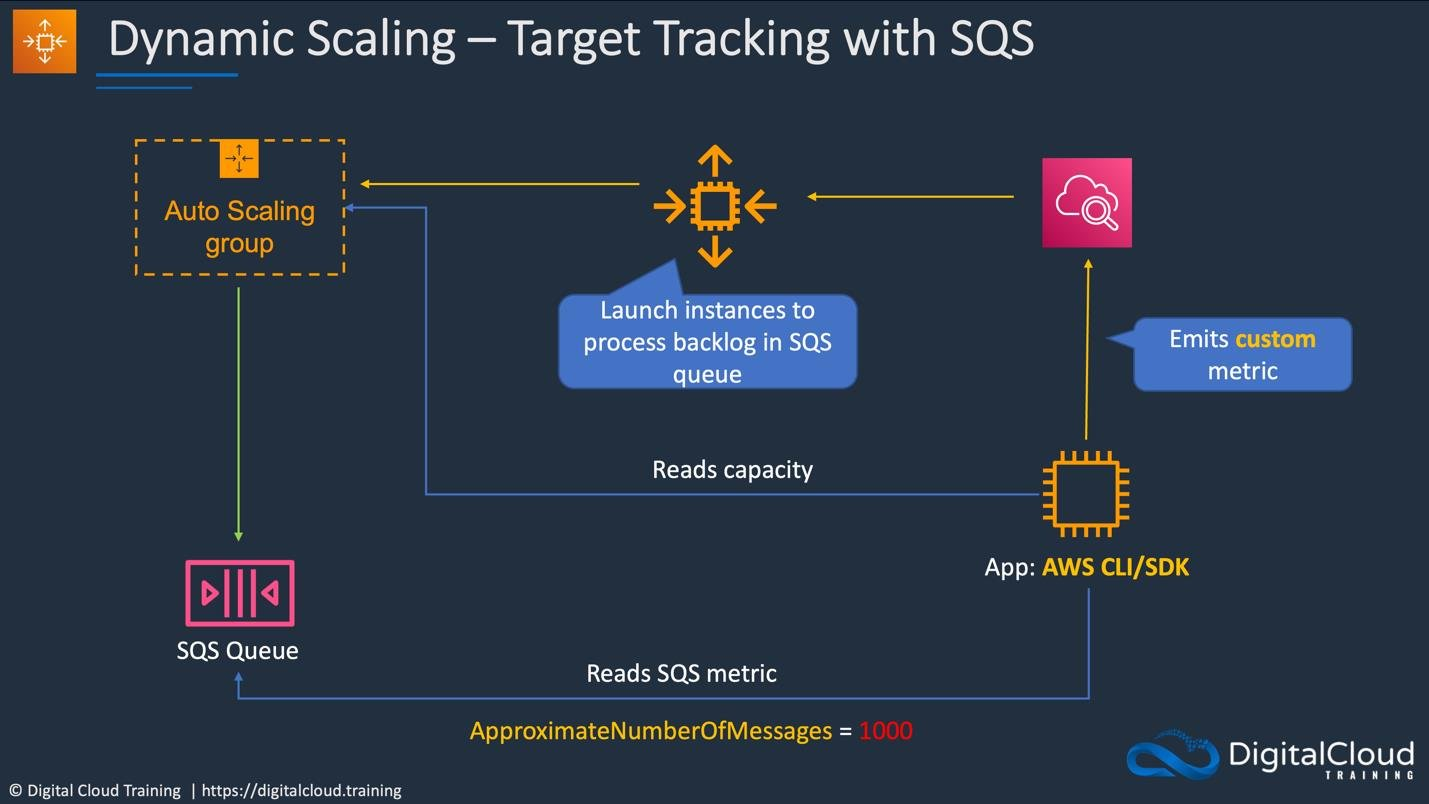 Dynamic Scaling – Target Tracking with SQS
Auto Scaling
group
Launch instances to
process backlog in SQS
queue
Emits custom
metric
Reads capacity
App: AWS CLI/SDK
SQS Queue
Reads SQS metric
ApproximateNumberOfMessages = 1000
DigitalCloud
TRAINING
© Digital Cloud Training | https://digitalcloud.training